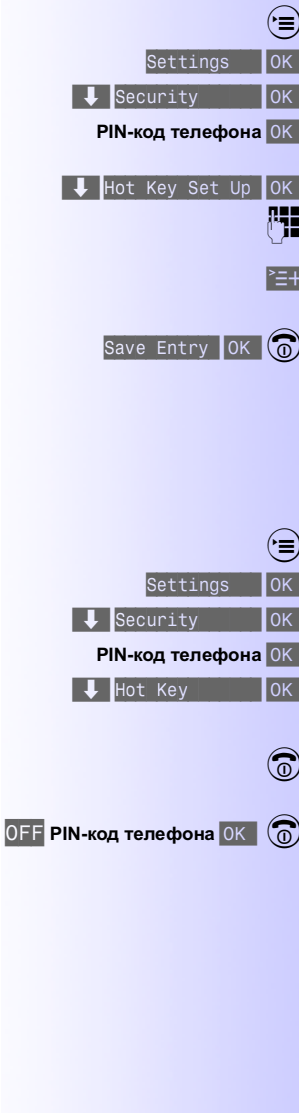 Settings OK
Security OK
PIN-код телефона OK
Hot Key Set Up OK
Save Entry OK
Settings OK
Security OK
PIN-код телефона OK
Hot Key OK
OFF PIN-код телефона OK